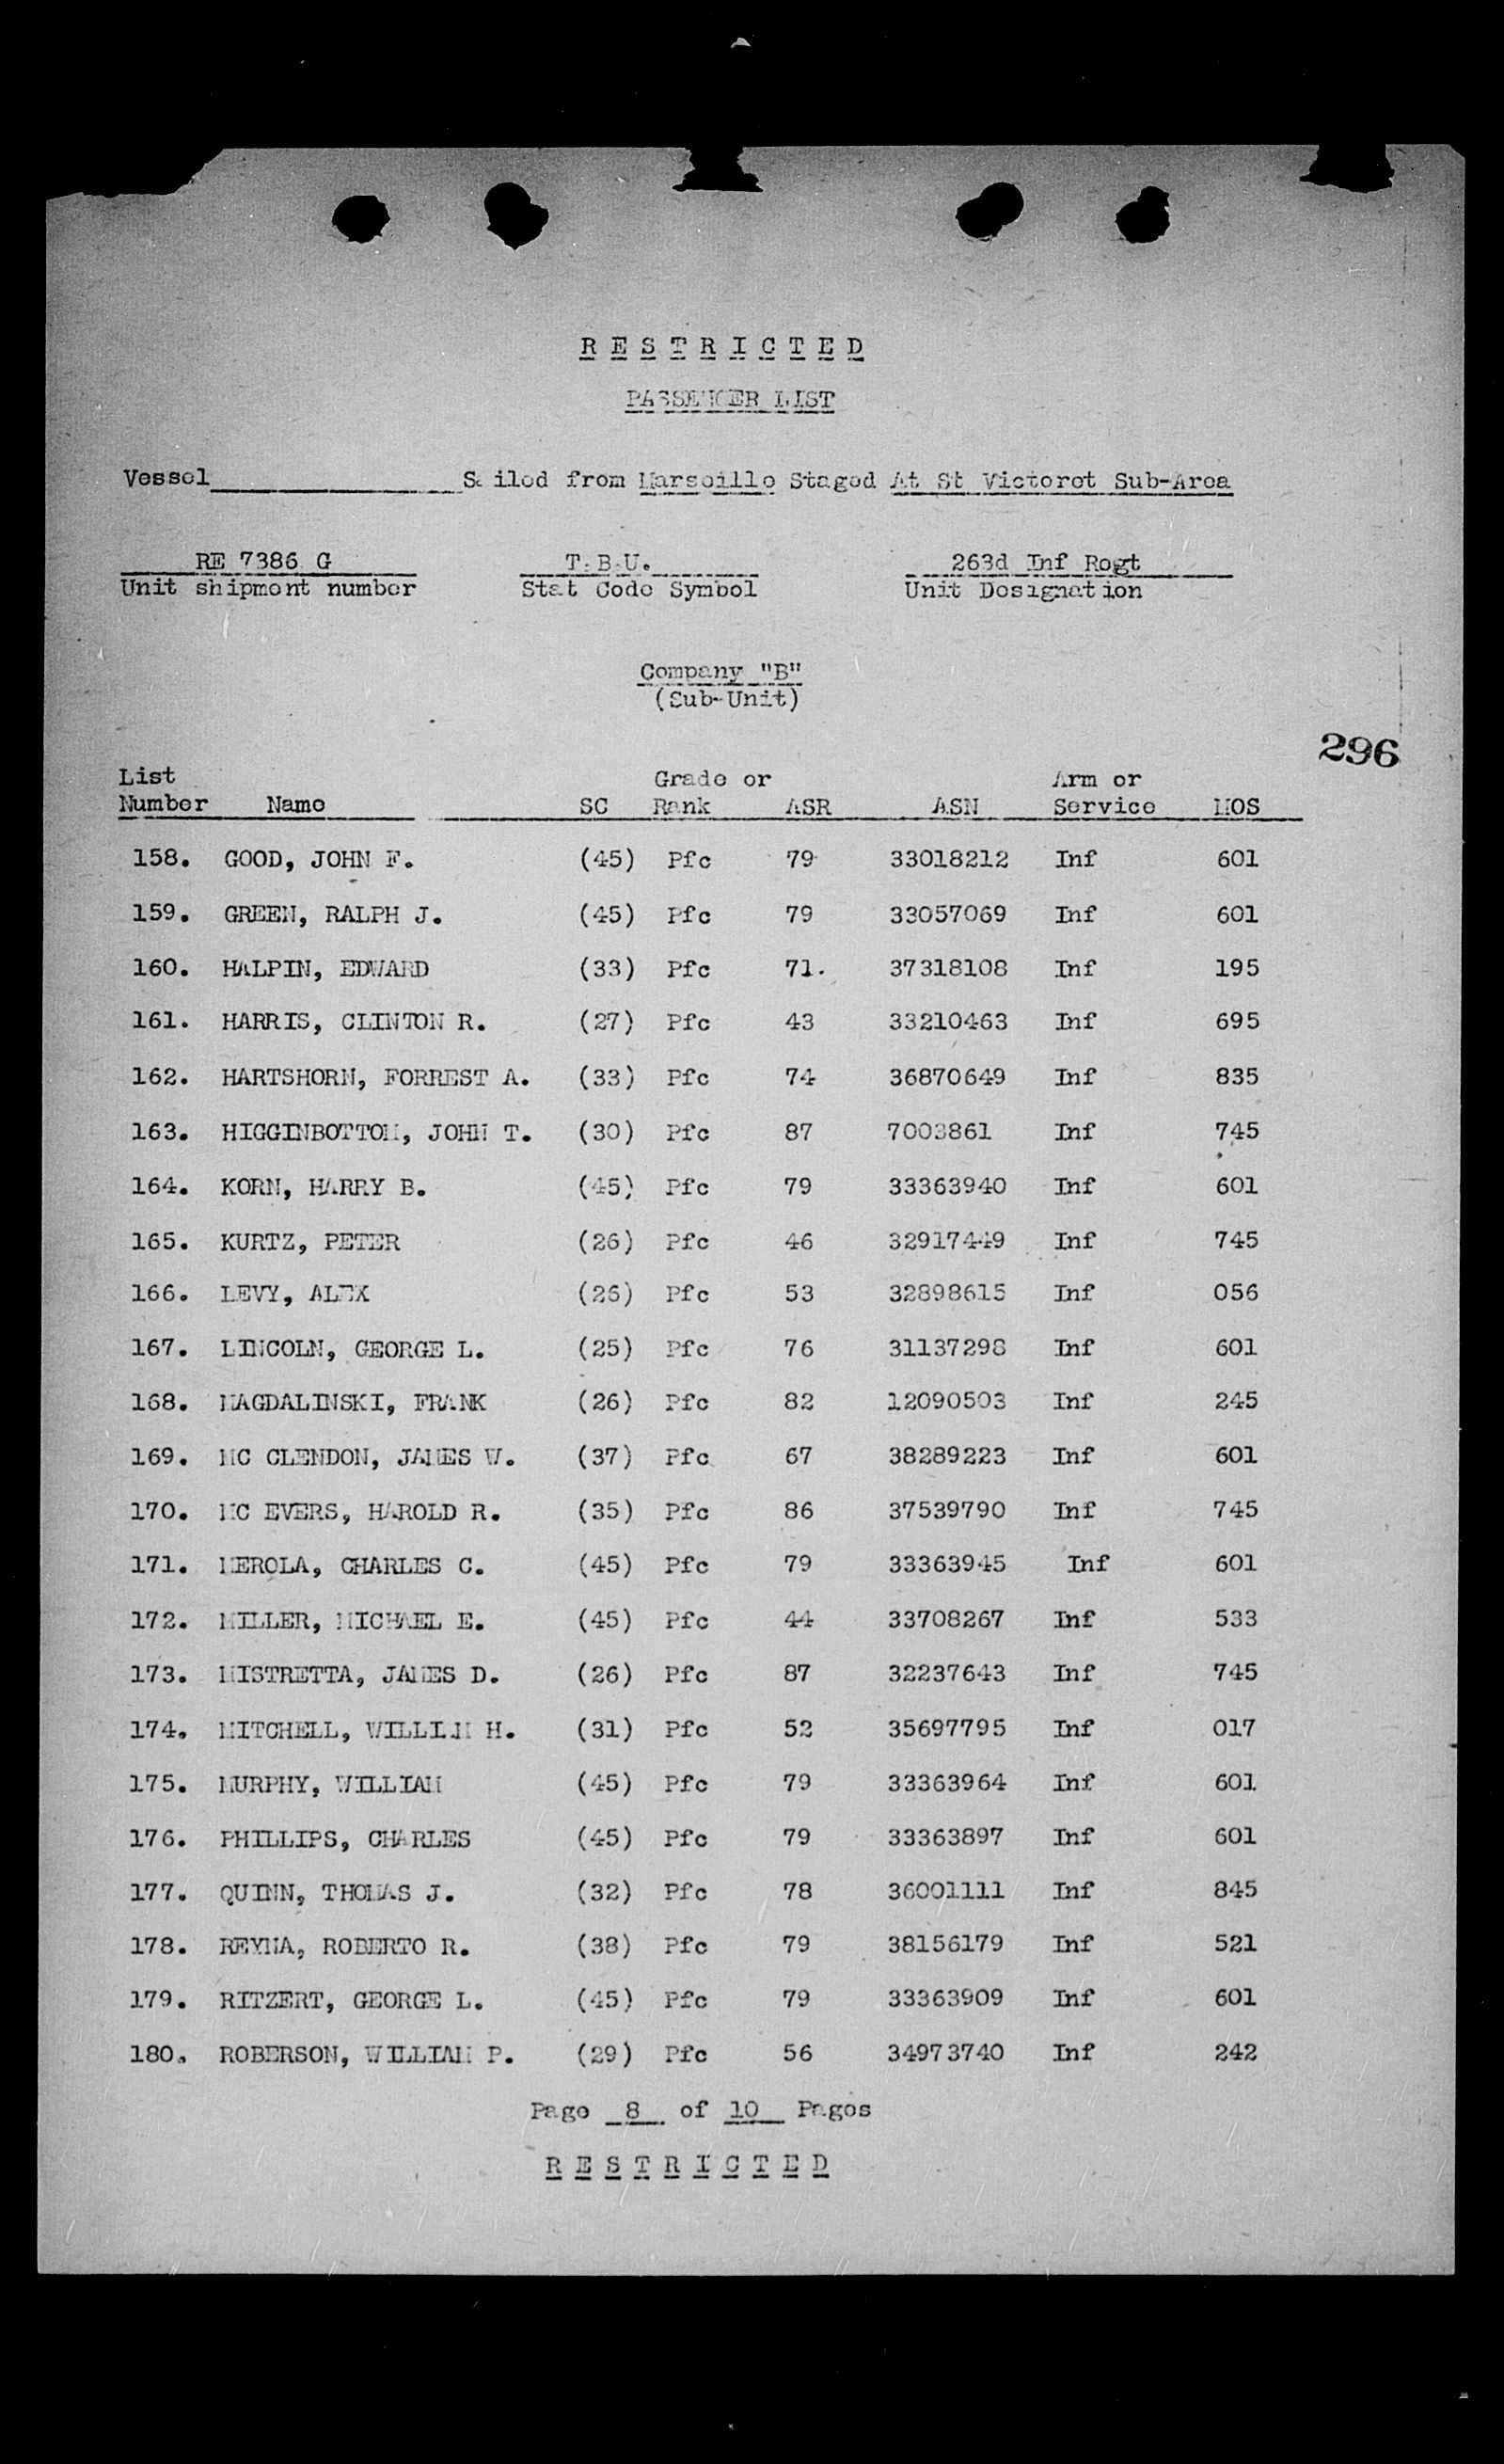 RESTRICTED
PASSENGER LIST
Vessel Sailed from Marseille Staged At St Victoret Sub-Area
RE 7386 G T.B.U. 263d Inf Regt
Unit shipment number Stat Code Symbol Unit Designation
Company "B"
(Sub-Unit)
296
List Grade or Arm or
Number Name SC Rank ASR ASN Service MOS
158. GOOD, JOHN F. (45) Pfc 79 33018212 Inf 601
159. GREEN, RALPH J. (45) Pfc 79 33057069 Inf 601
160. HALPIN, EDWARD (33) Pfc 71. 37318108 Inf 195
161. HARRIS, CLINTON R. (27) Pfc 43 33210463 Inf 695
162. HARTSHORN, FORREST A. (33) Pfc 74 36870649 Inf 835
163. HIGGINBOTTOM, JOHN T. (30) Pfc 87 7003861 Inf 745
164. KORN, HARRY B. (45) Pfc 79 33363940 Inf 601
165. KURTZ, PETER (26) Pfc 46 32917449 Inf 745
166. LEVY, ALEX (26) Pfc 53 32898615 Inf 056
167. LINCOLN, GEORGE L. (25) Pfc 76 31137298 Inf 601
168. MAGDALINSKI, FRANK (26) Pfc 82 12090503 Inf 245
169. MC CLENDON, JAMES W. (37) Pfc 67 38289223 Inf 601
170. MC EVERS, HAROLD R. (35) Pfc 86 37539790 Inf 745
171. MEROLA, CHARLES C. (45) Pfc 79 33363945 Inf 601
172. MILLER, MICHAEL E. (45) Pfc 44 33708267 Inf 533
173. MISTRETTA, JAMES D. (26) Pfc 87 32237643 Inf 745
174. MITCHELL, WILLIAM H. (31) Pfc 52 35697795 Inf 017
175. MURPHY, WILLIAM (45) Pfc 79 33363964 Inf 601
176. PHILLIPS, CHARLES (45) Pfc 79 33363897 Inf 601
177. QUINN, THOMAS J. (32) Pfc 78 36001111 Inf 845
178. REYNA, ROBERTO R. (38) Pfc 79 38156179 Inf 521
179. RITZERT, GEORGE L. (45) Pfc 79 33363909 Inf 601
180. ROBERSON, WILLIAM P. (29) Pfc 56 34973740 Inf 242
Page 8 of 10 Pages
RESTRICTED